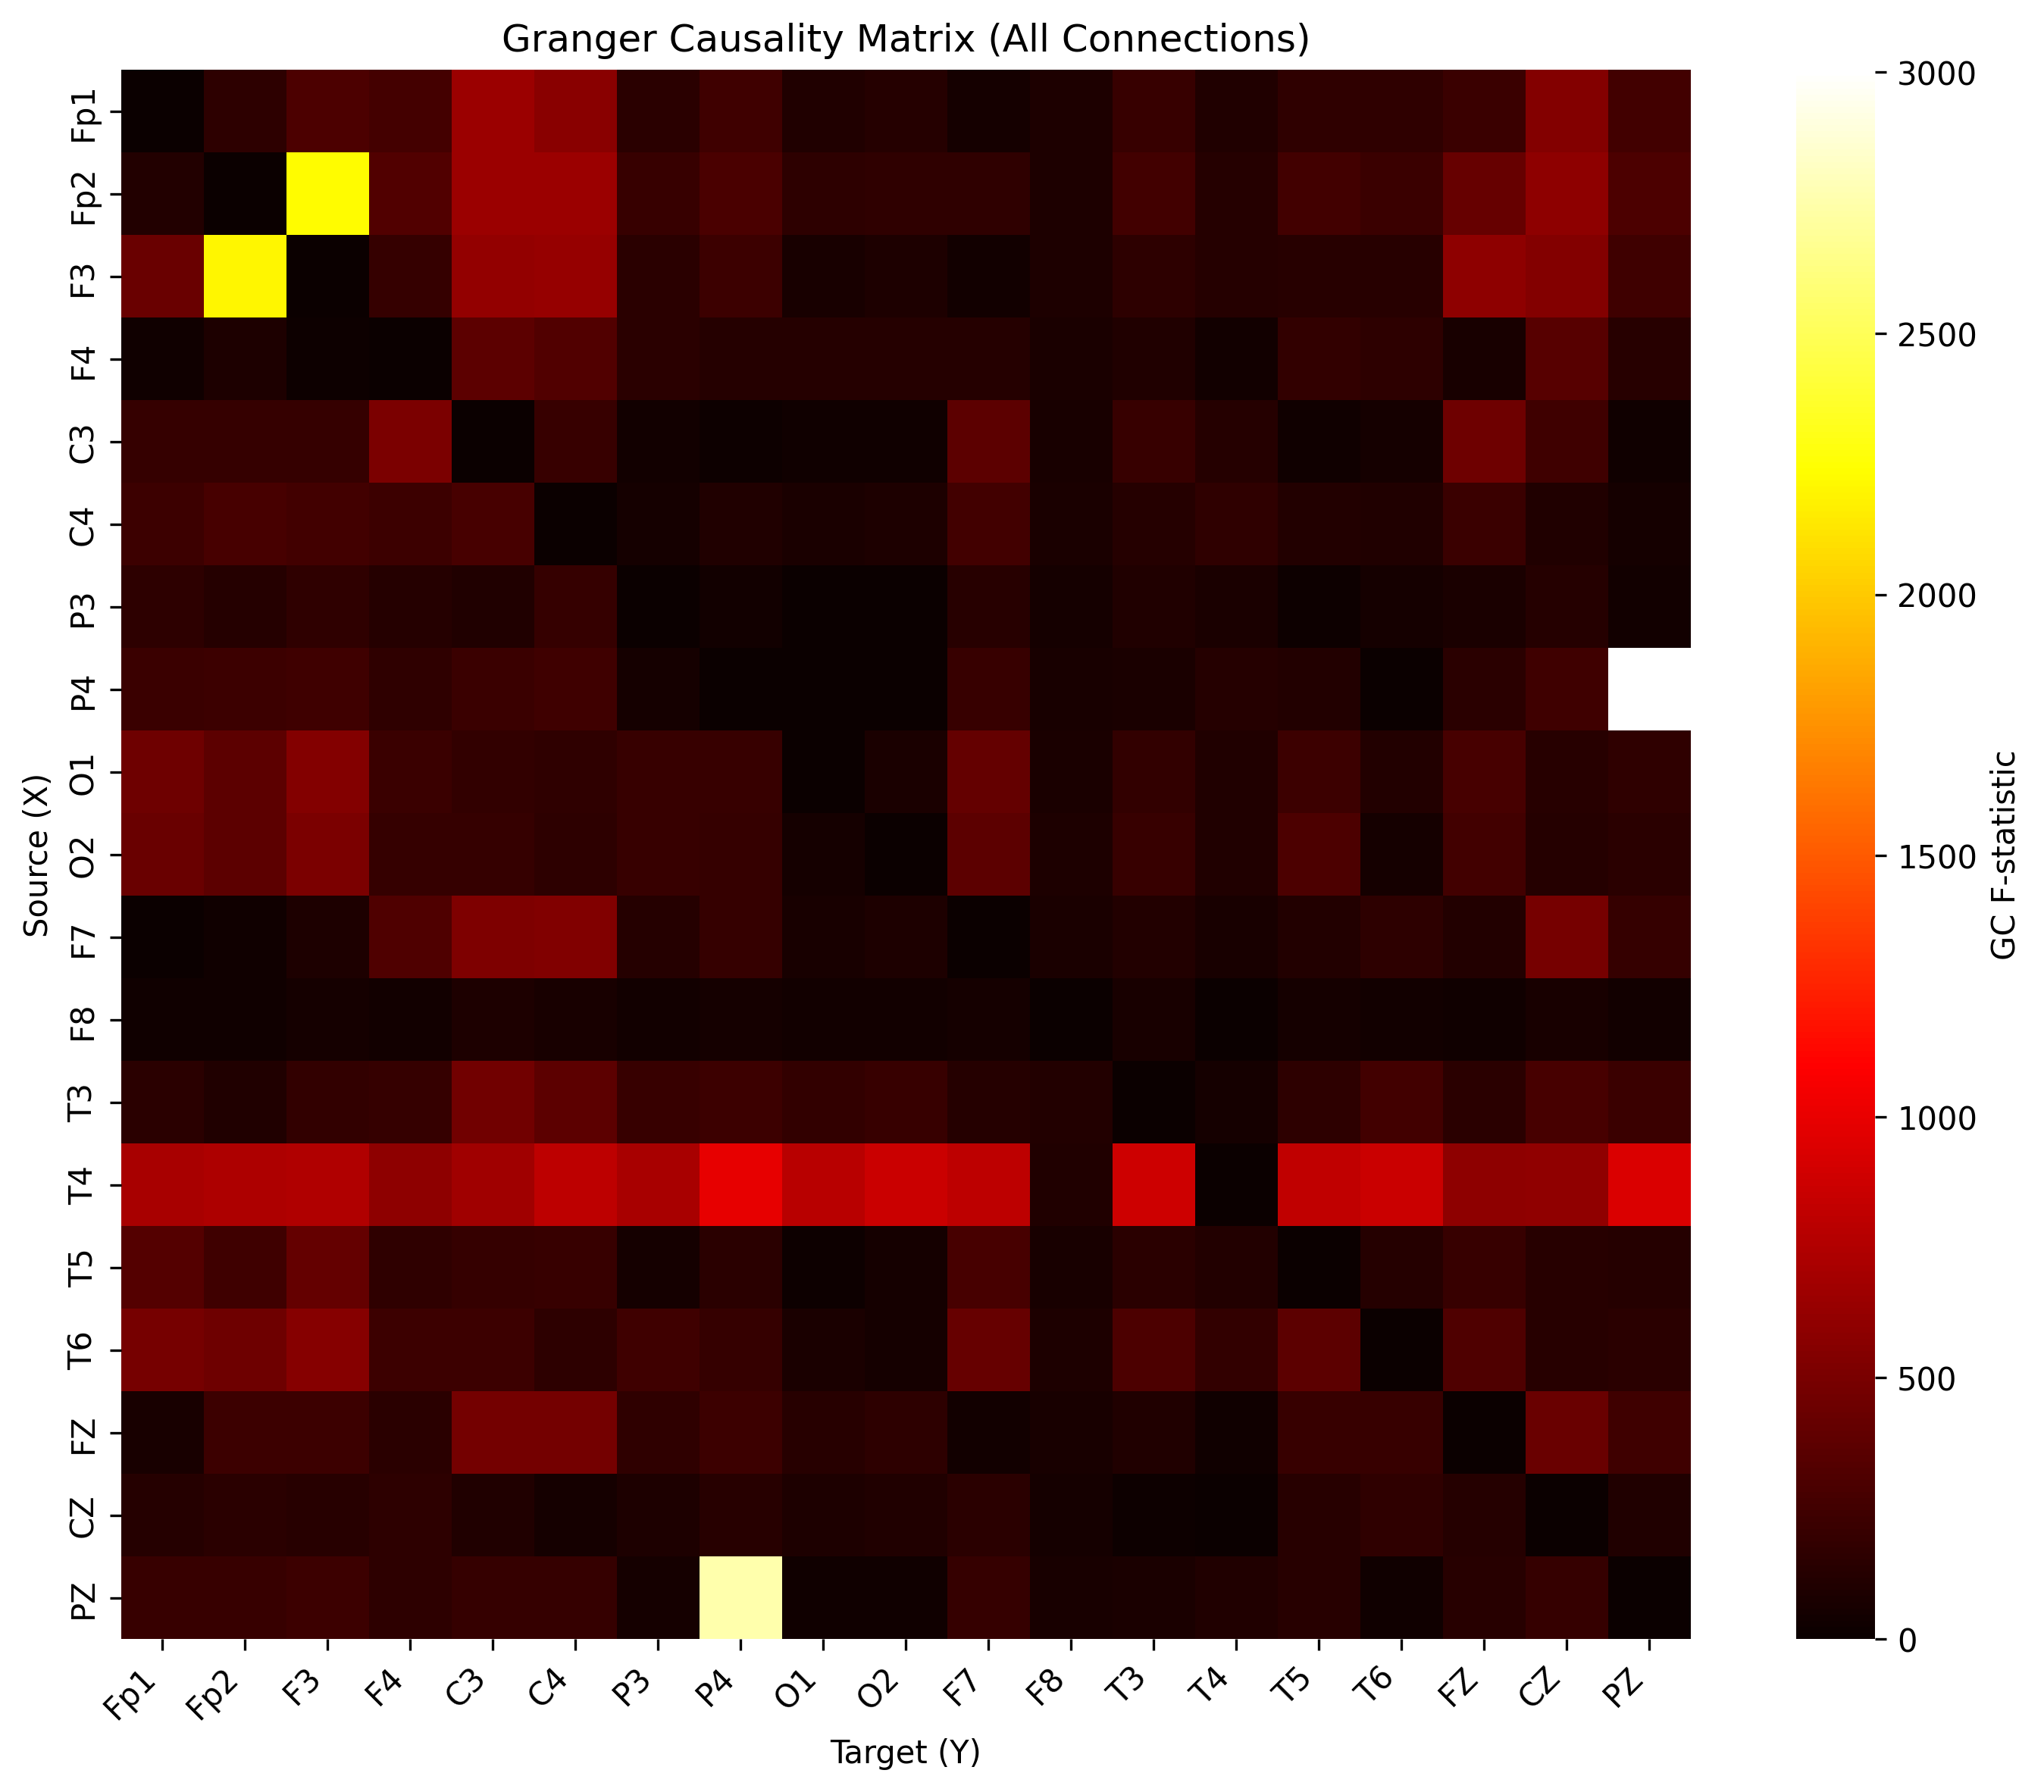 Granger Causality Matrix (All Connections)
Source (X)
Fp1
Fp2
F3
F4
C3
C4
P3
P4
O1
O2
F7
F8
T3
T4
T5
T6
FZ
CZ
PZ
Fp1 Fp2 F3 F4 C3 C4 P3 P4 O1 O2 F7 F8 T3 T4 T5 T6 FZ CZ PZ
Target (Y)
3000
2500
2000
1500
1000
500
0
GC F-statistic